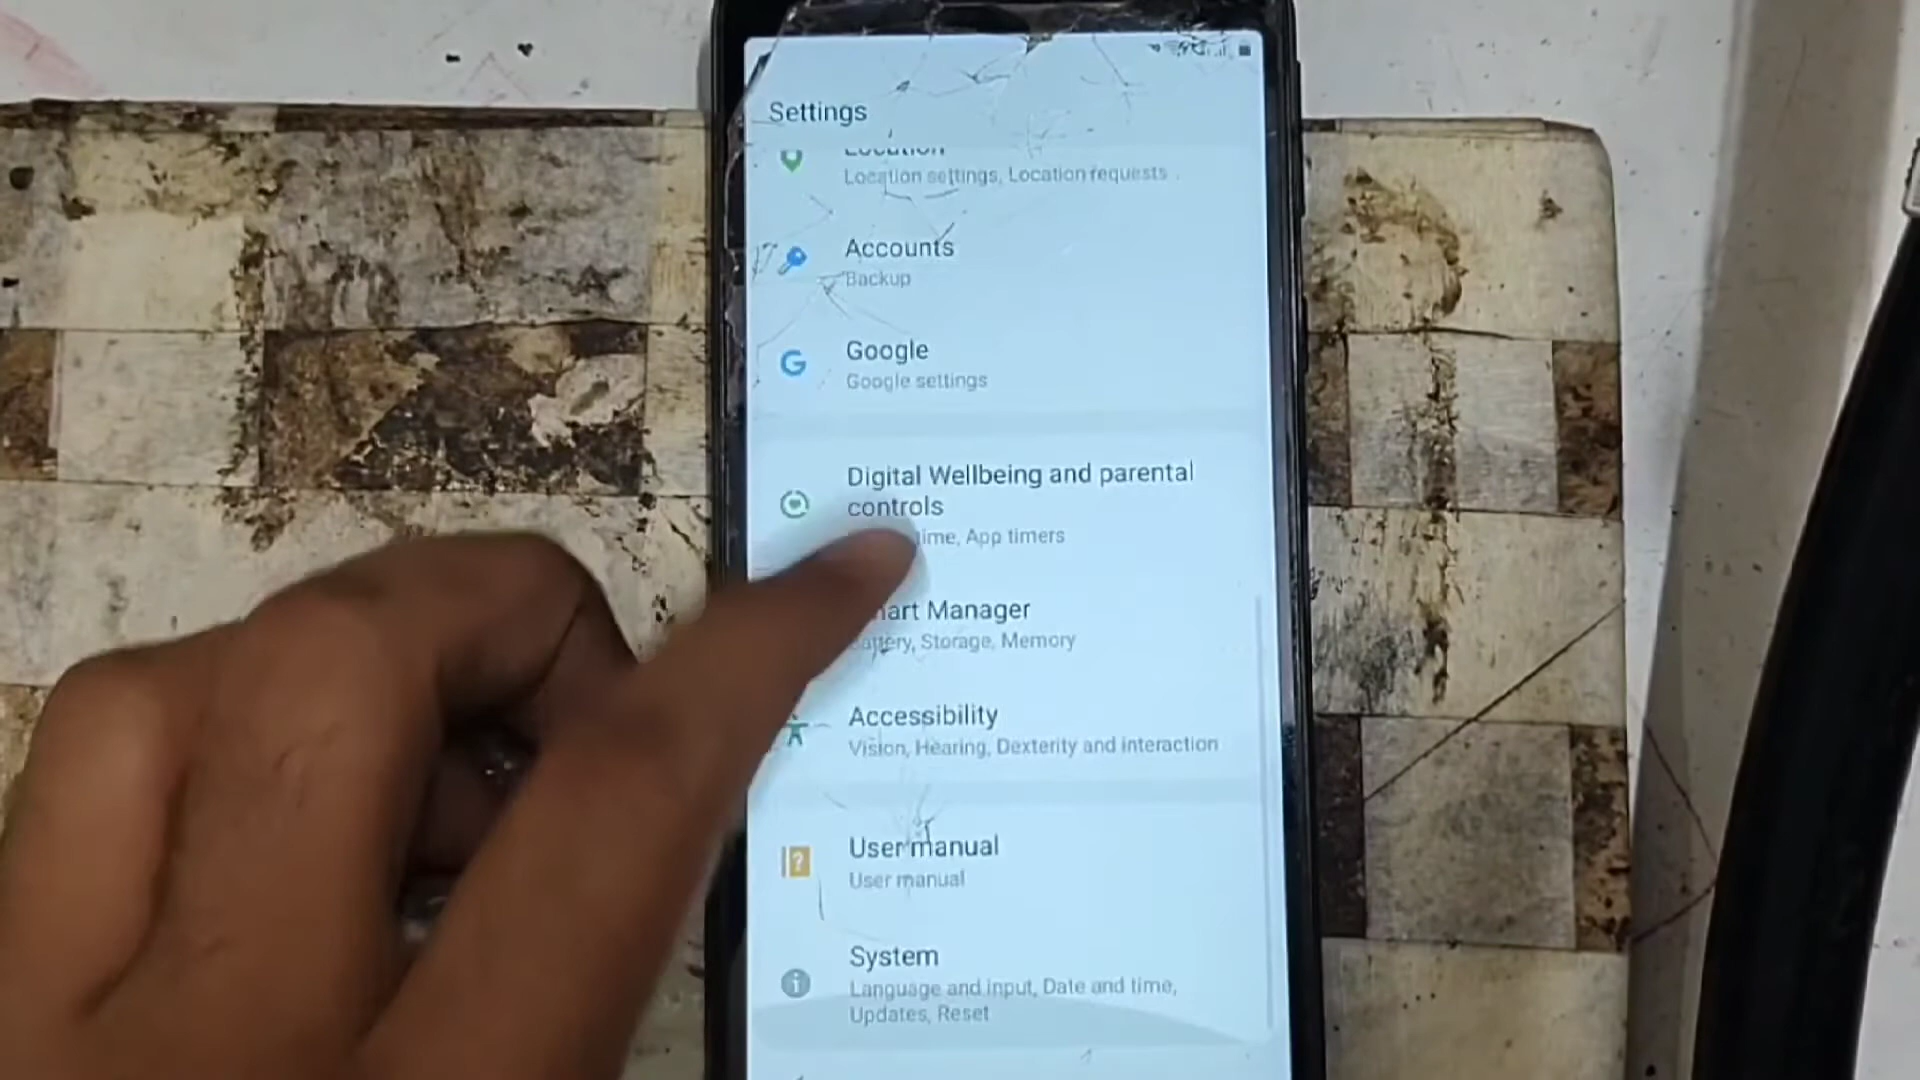 Settings
Location settings, Location requests
Accounts
Backup
Google
Google settings
Digital Wellbeing and parental
controls
App timers
Manager
Storage, Memory
Accessibility
Vision, Hearing, Dexterity and interaction
User manual
User manual
System
Language and input, Date and time,
Updates, Reset